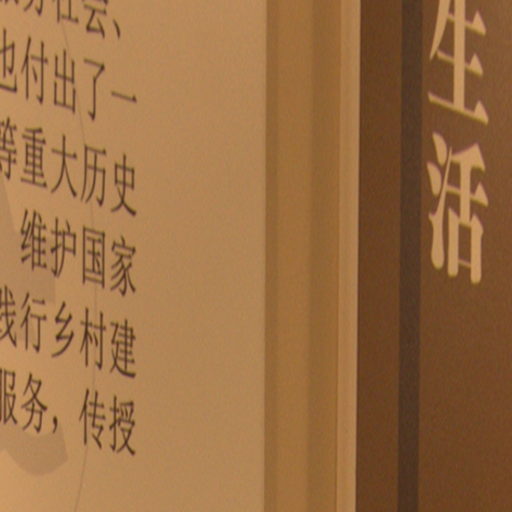 服务社会、
也付出了一
等重大历史
维护国家
践行乡村建
服务，传授
生活